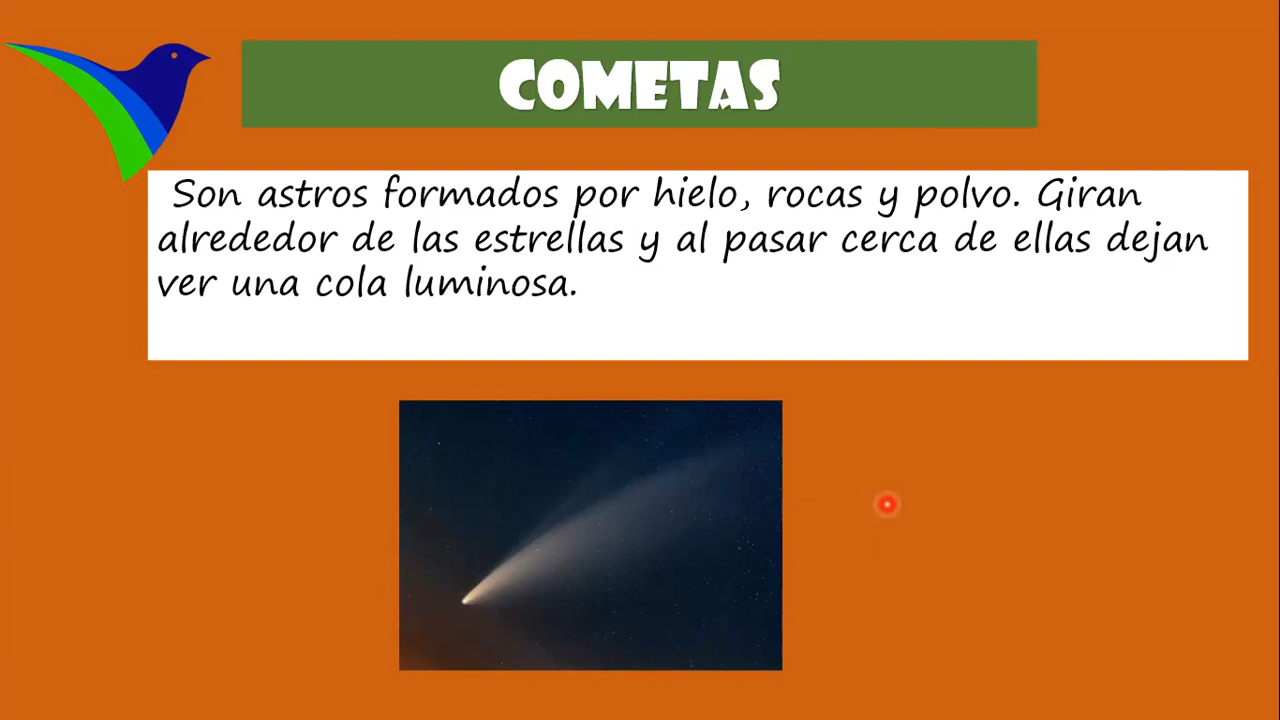 COMETAS
Son astros formados por hielo, rocas y polvo. Giran
alrededor de las estrellas y al pasar cerca de ellas dejan
ver una cola luminosa.